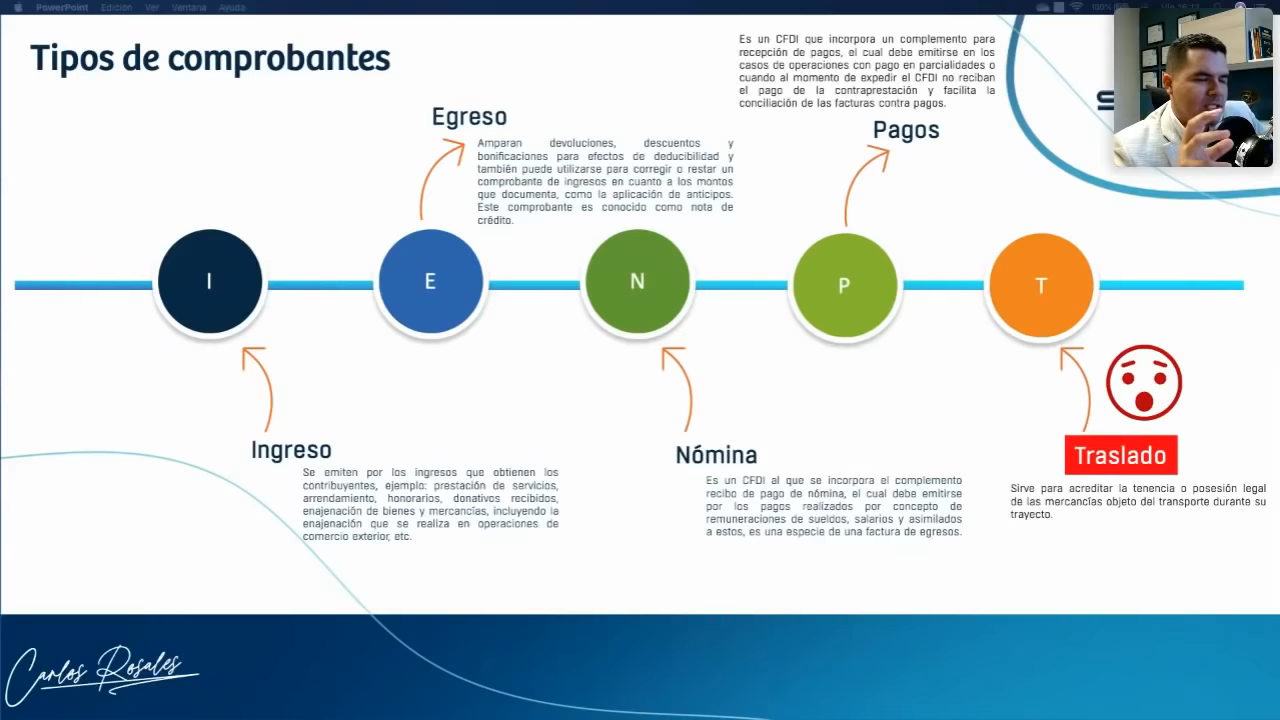 PowerPoint Edición Ver Ventana Ayuda
Tipos de comprobantes
Es un CFDI que incorpora un complemento para
recepción de pagos, el cual debe emitirse en los
casos de operaciones con pago en parcialidades o
cuando al momento de expedir el CFDI no reciban
el pago de la contraprestación y facilita la
conciliación de las facturas contra pagos.
Pagos
Egreso
Amparan devoluciones, descuentos y
bonificaciones para efectos de deducibilidad y
también puede utilizarse para corregir o restar un
comprobante de ingresos en cuanto a los montos
que documenta, como la aplicación de anticipos.
Este comprobante es conocido como nota de
crédito.
I
E
N
P
T
Ingreso
Se emiten por los ingresos que obtienen los
contribuyentes, ejemplo: prestación de servicios,
arrendamiento, honorarios, donativos recibidos,
enajenación de bienes y mercancías, incluyendo la
enajenación que se realiza en operaciones de
comercio exterior, etc.
Nómina
Es un CFDI al que se incorpora el complemento
recibo de pago de nómina, el cual debe emitirse
por los pagos realizados por concepto de
remuneraciones de sueldos, salarios y asimilados
a estos, es una especie de una factura de egresos.
Traslado
Sirve para acreditar la tenencia o posesión legal
de las mercancías objeto del transporte durante su
trayecto.
Carlos Rosales